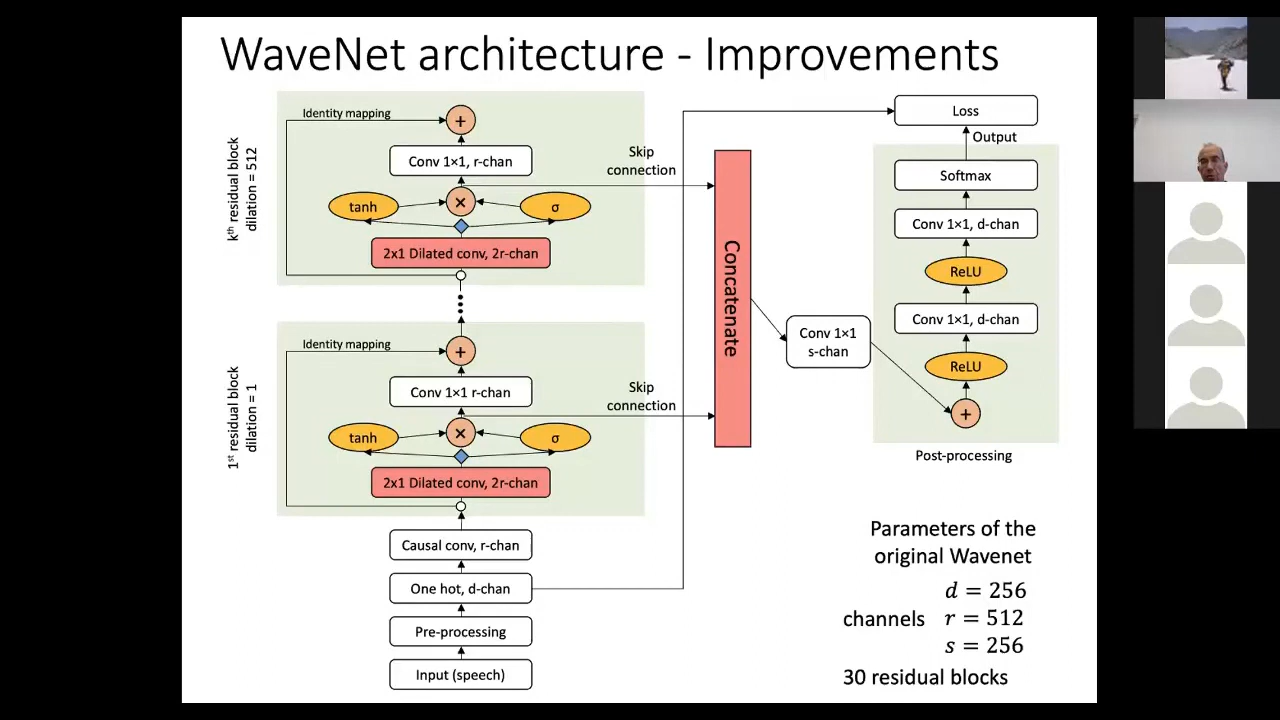 WaveNet architecture - Improvements
kth residual block
dilation = 512
Identity mapping
+
Conv 1×1, r-chan
tanh
×
σ
2x1 Dilated conv, 2r-chan
Skip
connection
1st residual block
dilation = 1
Identity mapping
+
Conv 1×1 r-chan
tanh
×
σ
2x1 Dilated conv, 2r-chan
Skip
connection
Causal conv, r-chan
One hot, d-chan
Pre-processing
Input (speech)
Concatenate
Conv 1×1
s-chan
Loss
Output
Softmax
Conv 1×1, d-chan
ReLU
Conv 1×1, d-chan
ReLU
+
Post-processing
Parameters of the
original Wavenet
d = 256
channels r = 512
s = 256
30 residual blocks